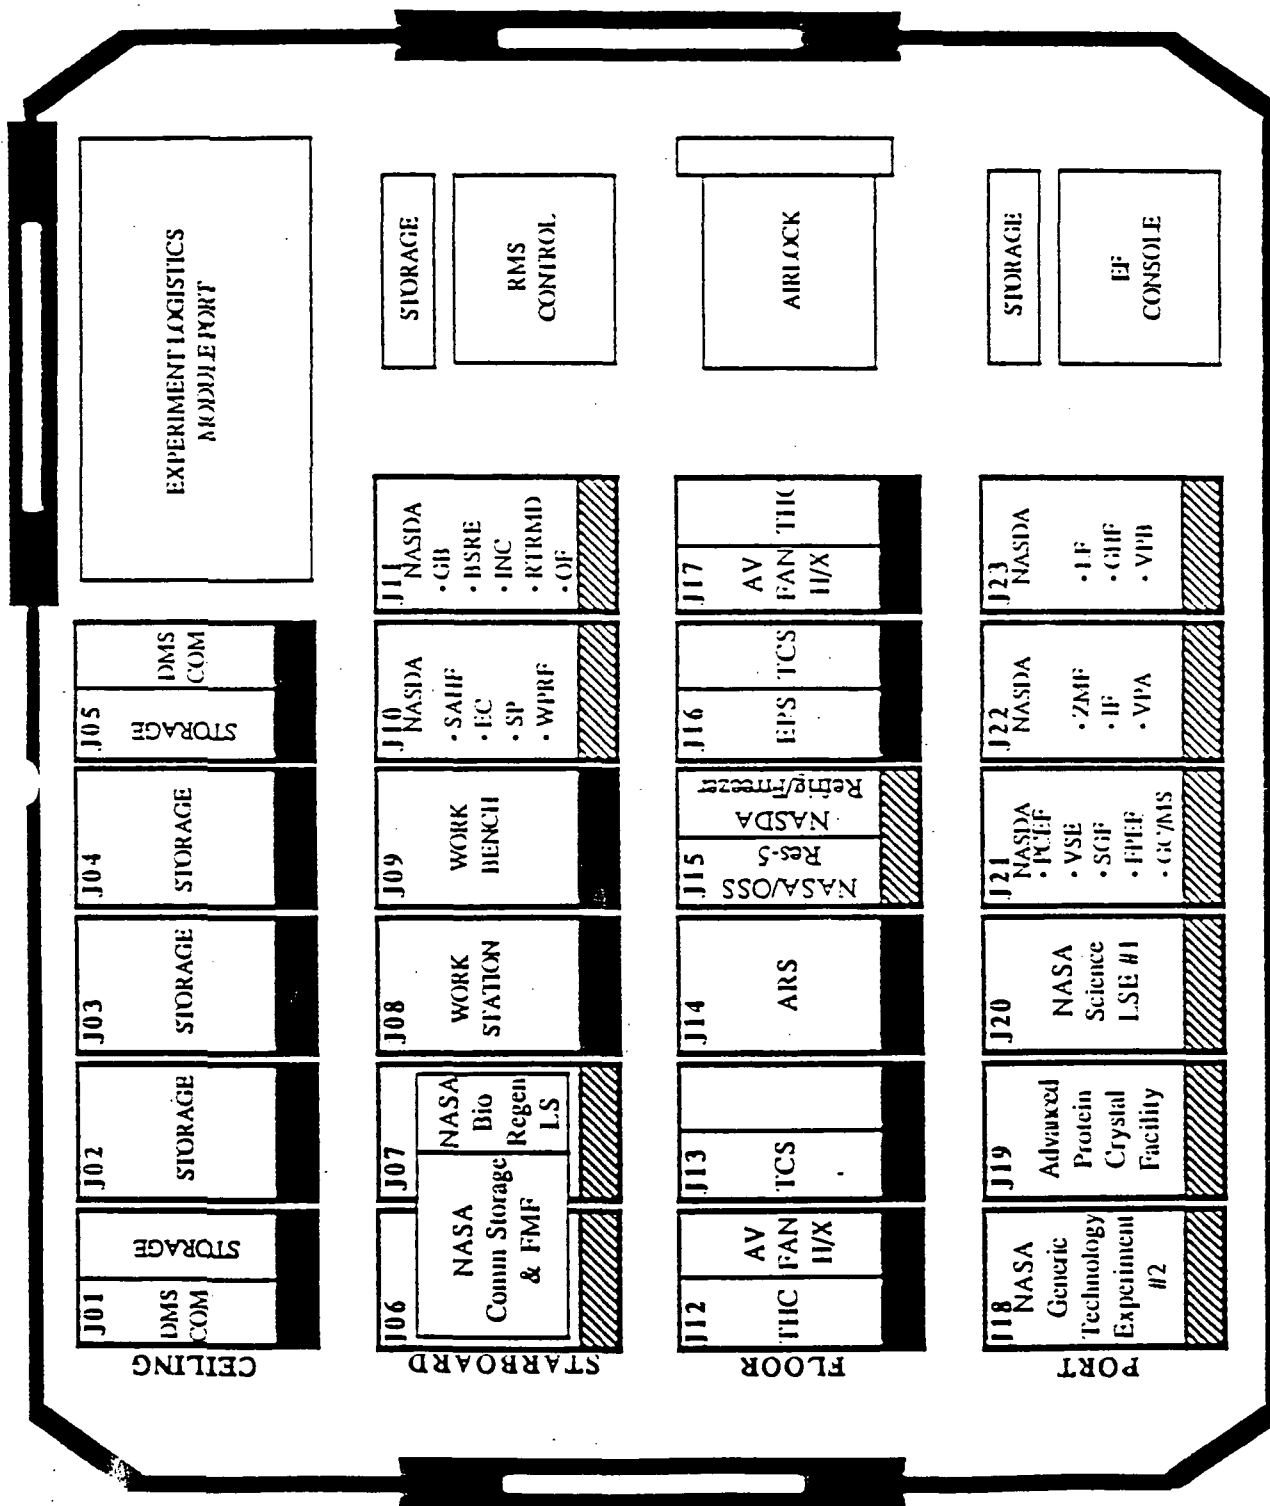 CEILING
J01
DMS
COM
STORAGE
J02
STORAGE
J03
STORAGE
J04
STORAGE
J05
STORAGE
DMS
COM
EXPERIMENT LOGISTICS
MODULE PORT
STARBOARD
J06
NASA
Comm Storage
& FMF
J07
NASA
Bio
Regen
LS
J08
WORK
STATION
J09
WORK
BENCH
J10
NASDA
• SAHF
• EC
• SP
• WPRF
J11
NASDA
• GB
• BSRE
• INC
• RTRMD
• OF
STORAGE
RMS
CONTROL
FLOOR
J12
THC
AV
FAN
H/X
J13
TCS
J14
ARS
J15
NASA/OSS
Res-5
NASDA
Refrig/Freezer
J16
EPS
TCS
J17
AV
FAN
H/X
THC
AIRLOCK
PORT
J18
NASA
Generic
Technology
Experiment
#2
J19
Advanced
Protein
Crystal
Facility
J20
NASA
Science
LSE #1
J21
NASDA
• PCEF
• VSE
• SGF
• FPEF
• GC/MS
J22
NASDA
• ZMF
• IF
• VPA
J23
NASDA
• LF
• GHF
• VPB
STORAGE
EF
CONSOLE